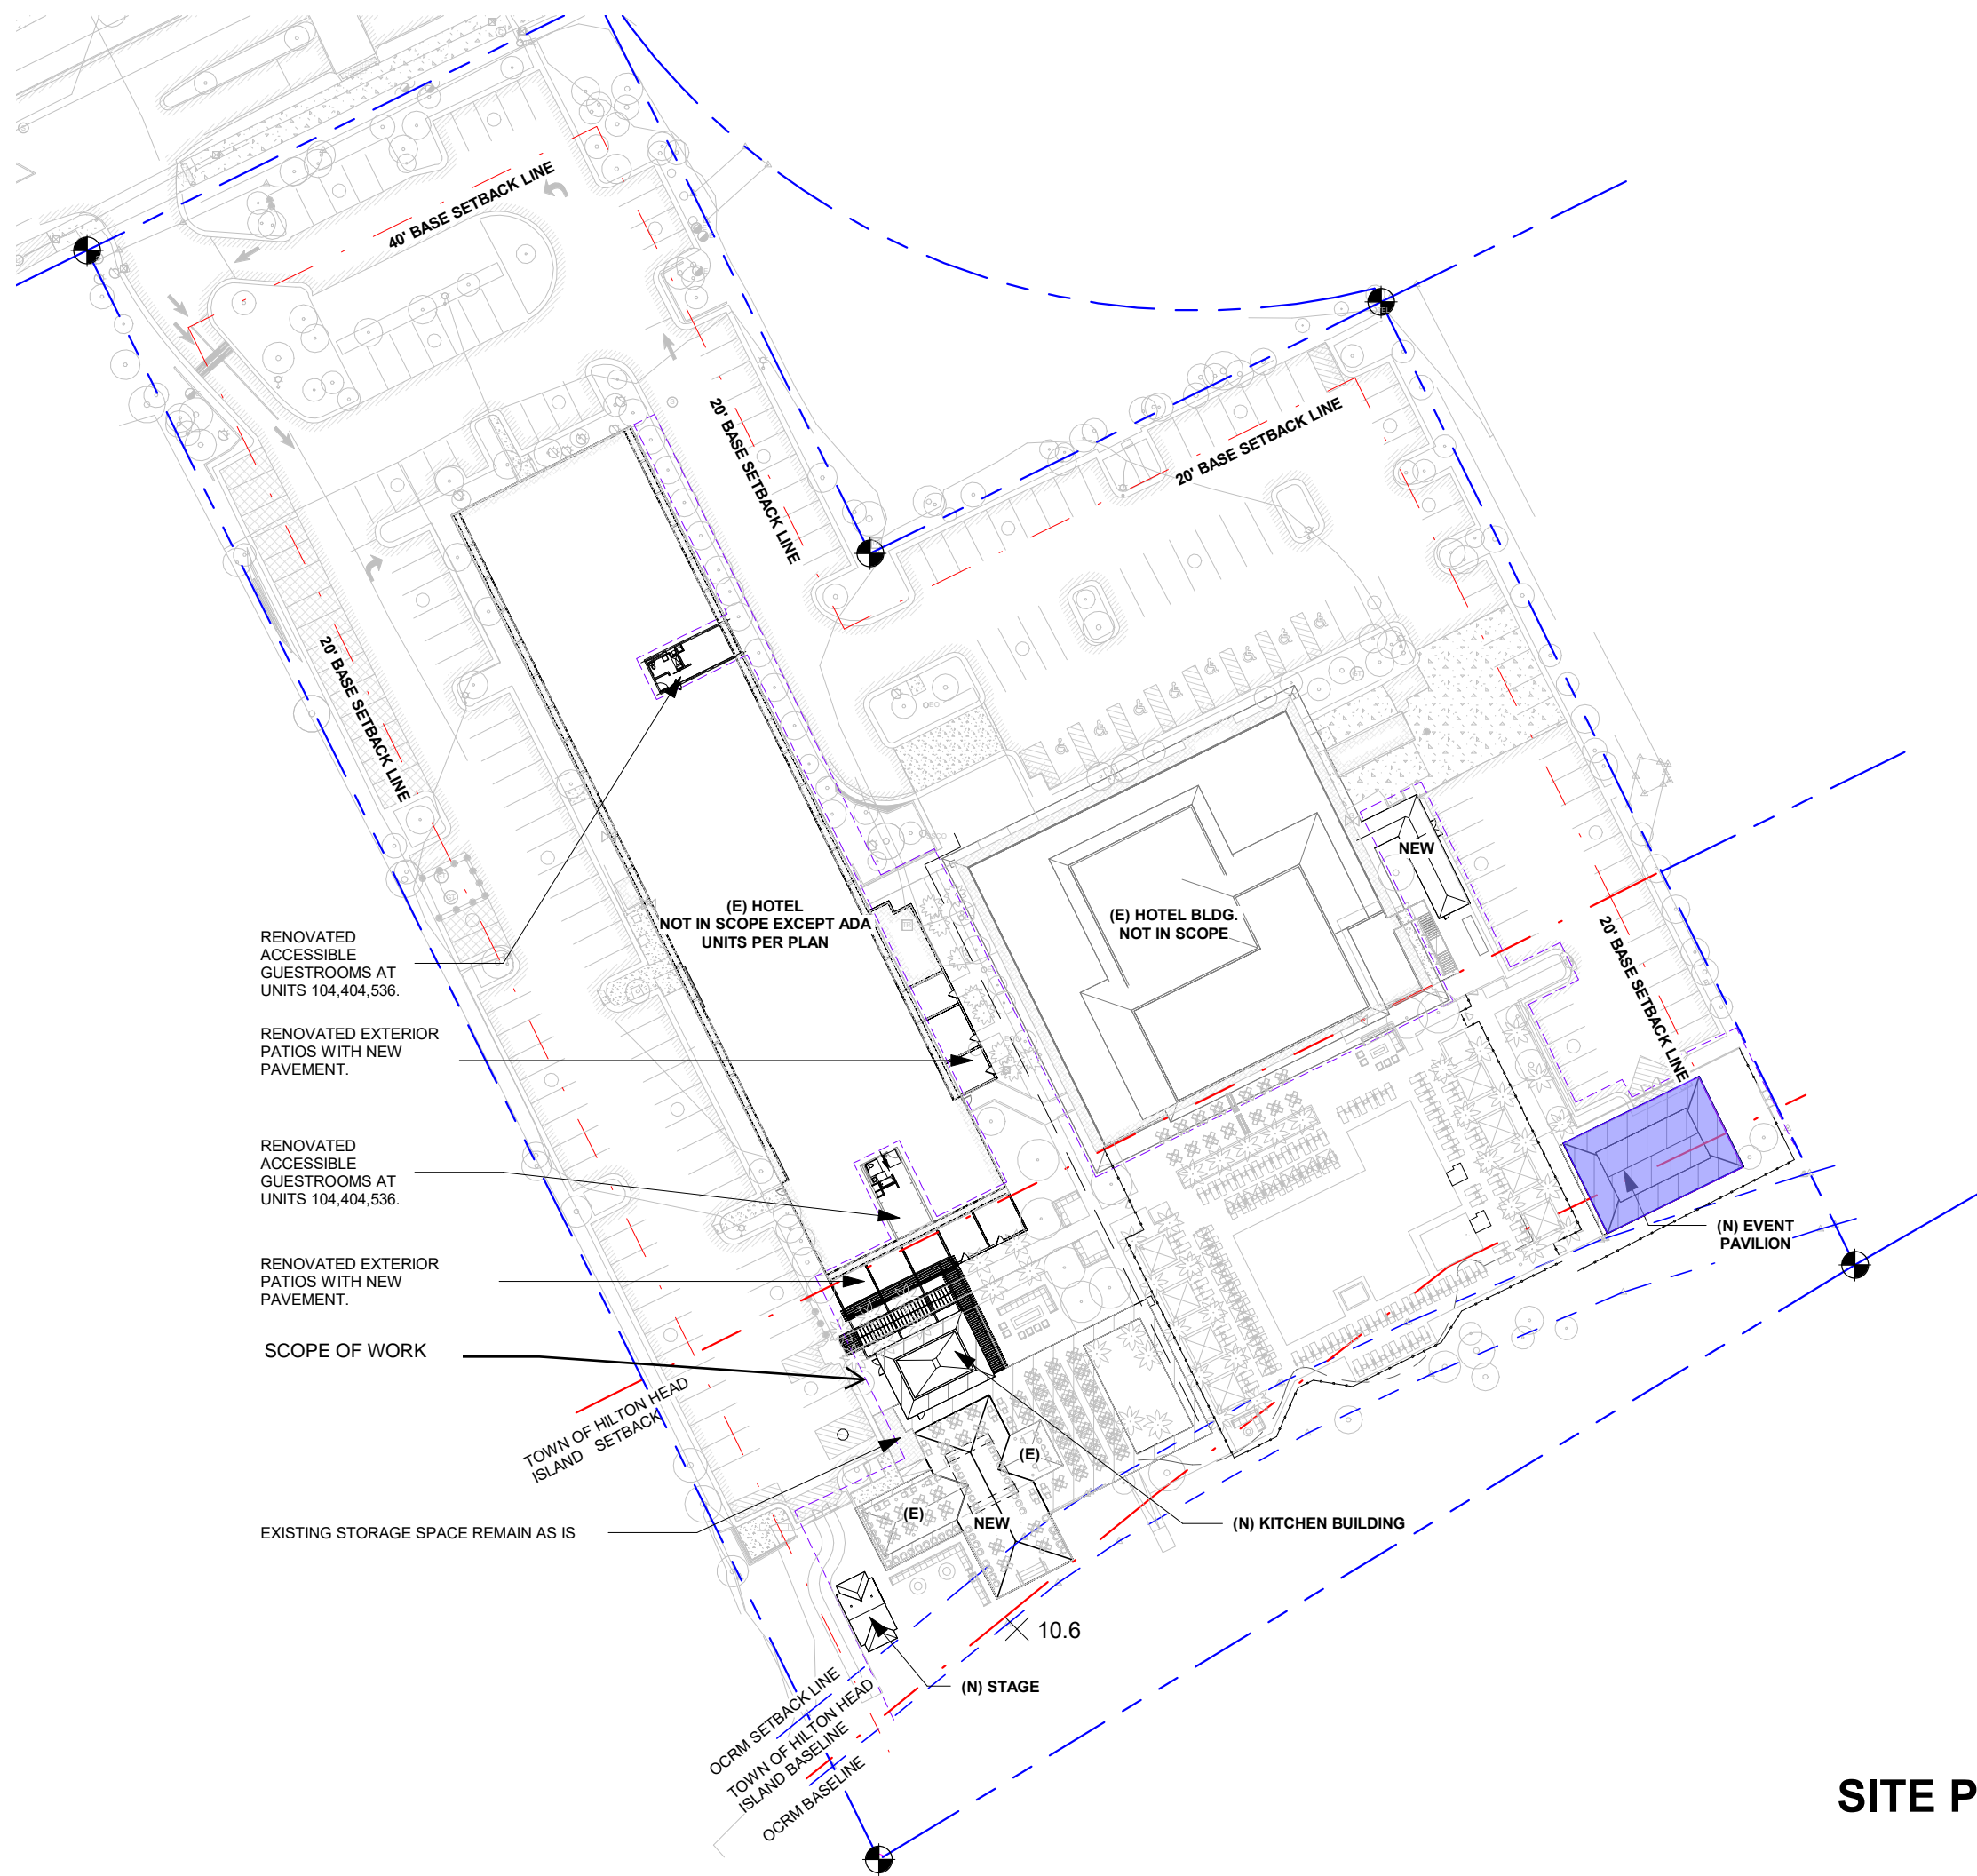 40' BASE SETBACK LINE
20' BASE SETBACK LINE
20' BASE SETBACK LINE
20' BASE SETBACK LINE
NEW
(E) HOTEL
NOT IN SCOPE EXCEPT ADA
UNITS PER PLAN
(E) HOTEL BLDG.
NOT IN SCOPE
20' BASE SETBACK LINE
RENOVATED
ACCESSIBLE
GUESTROOMS AT
UNITS 104,404,536.
RENOVATED EXTERIOR
PATIOS WITH NEW
PAVEMENT.
RENOVATED
ACCESSIBLE
GUESTROOMS AT
UNITS 104,404,536.
(N) EVENT
PAVILION
RENOVATED EXTERIOR
PATIOS WITH NEW
PAVEMENT.
SCOPE OF WORK
TOWN OF HILTON HEAD
ISLAND SETBACK
(E)
(E)
NEW
EXISTING STORAGE SPACE REMAIN AS IS
(N) KITCHEN BUILDING
10.6
(N) STAGE
OCRM SETBACK LINE
TOWN OF HILTON HEAD
ISLAND BASELINE
OCRM BASELINE
SITE P